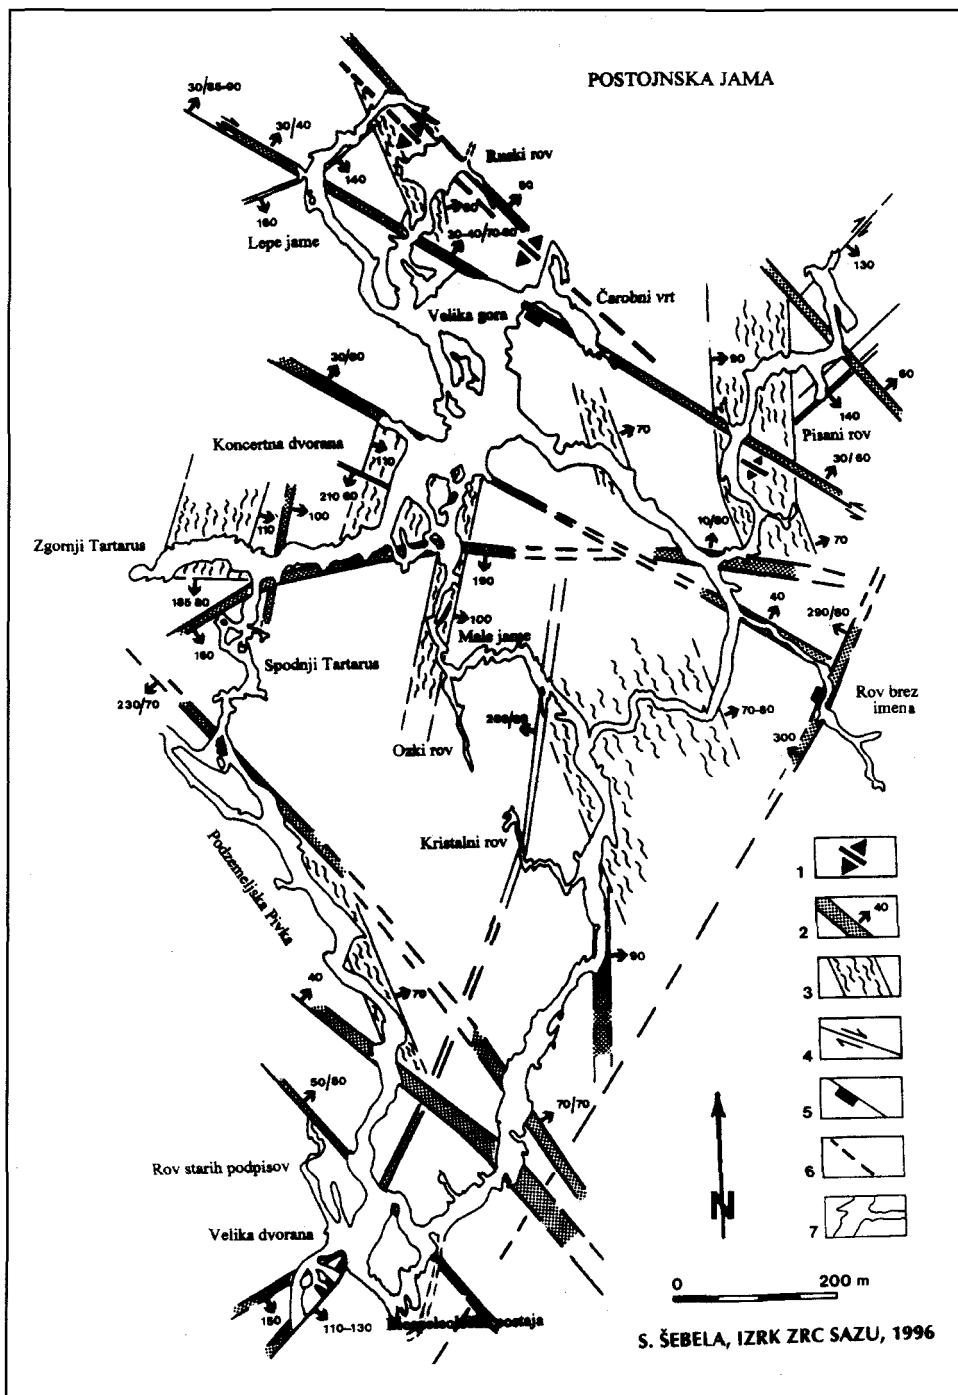 POSTOJNSKA JAMA
30/85-90
30/40
Ruski rov
140
50
160
Lepe jame
30-40/70-80
130
Čarobni vrt
Velika gora
30/80
90
60
140
Koncertna dvorana
110
70
Pisani rov
30/60
210 60
100
110
10/80
70
Zgornji Tartarus
190
185 80
40
290/80
160
100
Male jame
Spodnji Tartarus
230/70
70-80
Rov brez
imena
300
Ozki rov
Kristalni rov
Podzemeljska Pivka
1
2
40
3
4
5
6
7
90
40
70
50/80
70/70
Rov starih podpisov
N
Velika dvorana
0
200 m
150
110-130
postaja
S. ŠEBELA, IZRK ZRC SAZU, 1996